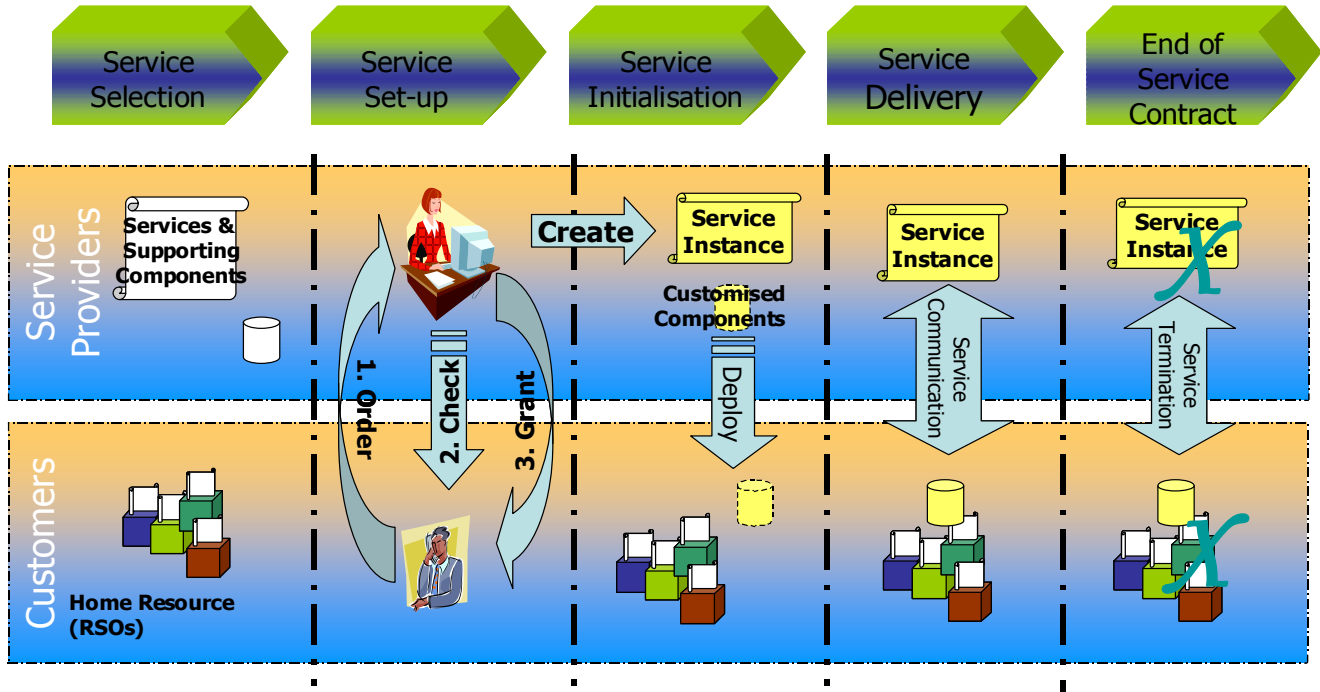 Service
Selection
Service
Set-up
Service
Initialisation
Service
Delivery
End of
Service
Contract
Service
Providers
Services &
Supporting
Components
1. Order
2. Check
3. Grant
Create
Service
Instance
Customised
Components
Deploy
Service
Instance
Service
Communication
Service
Instance
X
Service
Termination
Customers
Home Resource
(RSOs)
X